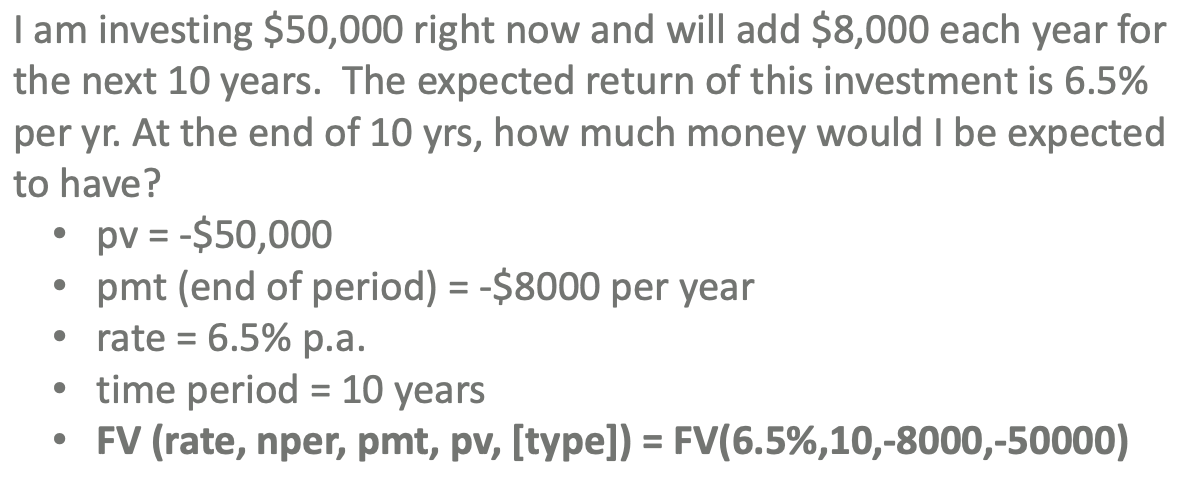 I am investing $50,000 right now and will add $8,000 each year for
the next 10 years.  The expected return of this investment is 6.5%
per yr. At the end of 10 yrs, how much money would I be expected
to have?
• pv = -$50,000
• pmt (end of period) = -$8000 per year
• rate = 6.5% p.a.
• time period = 10 years
• FV (rate, nper, pmt, pv, [type]) = FV(6.5%,10,-8000,-50000)